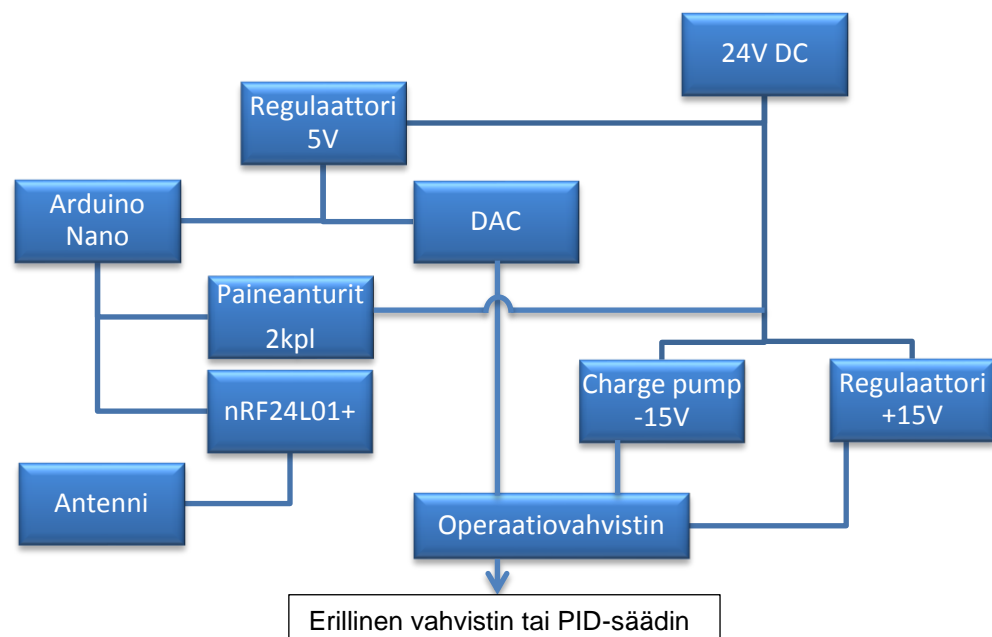 24V DC
Regulaattori
5V
Arduino
Nano
DAC
Paineanturit
2kpl
Charge pump
-15V
Regulaattori
+15V
nRF24L01+
Antenni
Operaatiovahvistin
Erillinen vahvistin tai PID-säädin